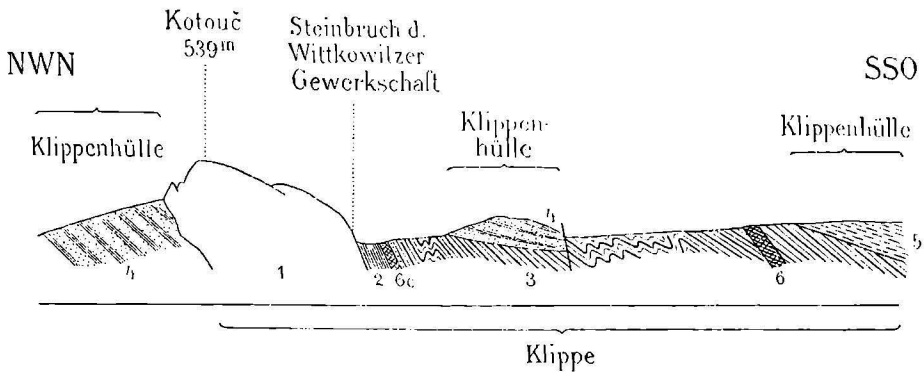 Kotouč
539m
Steinbruch d.
Wittkowitzer
Gewerkschaft
NWN
SSO
Klippenhülle
Klippen-
hülle
Klippenhülle
4
1
2
6c
3
4
6
5
Klippe